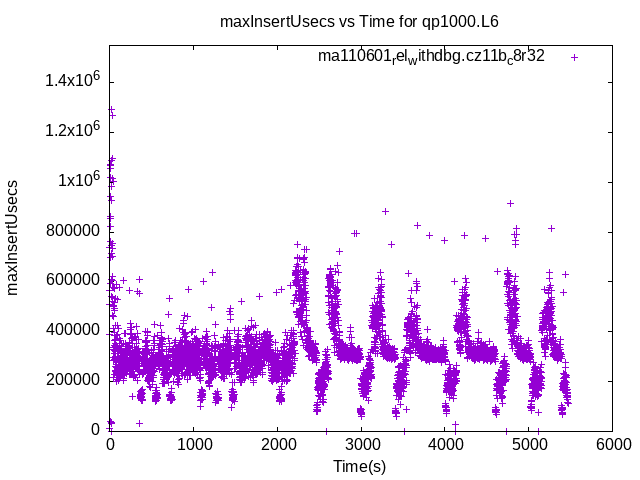 maxInsertUsecs vs Time for qp1000.L6
ma110601relwithdbg.cz11bc8r32
1.4x10^6
1.2x10^6
1x10^6
800000
600000
400000
200000
0
maxInsertUsecs
0 1000 2000 3000 4000 5000 6000
Time(s)